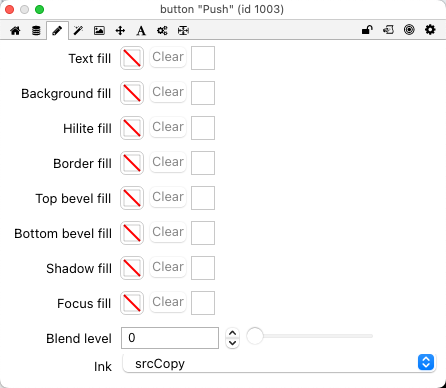 button "Push" (id 1003)
A
Text fill Clear
Background fill Clear
Hilite fill Clear
Border fill Clear
Top bevel fill Clear
Bottom bevel fill Clear
Shadow fill Clear
Focus fill Clear
Blend level 0
Ink srcCopy